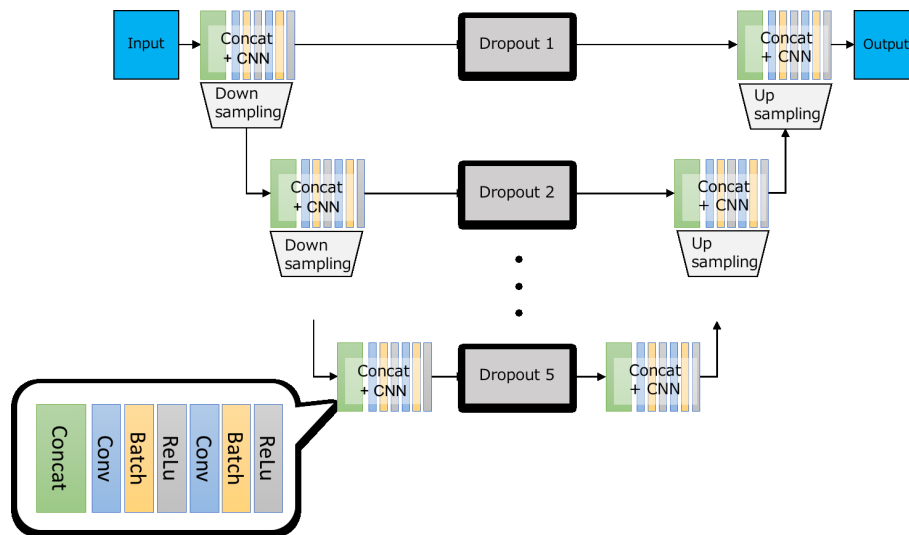 Input
Concat
+ CNN
Dropout 1
Concat
+ CNN
Output
Down
sampling
Up
sampling
Concat
+ CNN
Dropout 2
Concat
+ CNN
Down
sampling
Up
sampling
Concat
+ CNN
Dropout 5
Concat
+ CNN
Concat
Conv
Batch
ReLu
Conv
Batch
ReLu